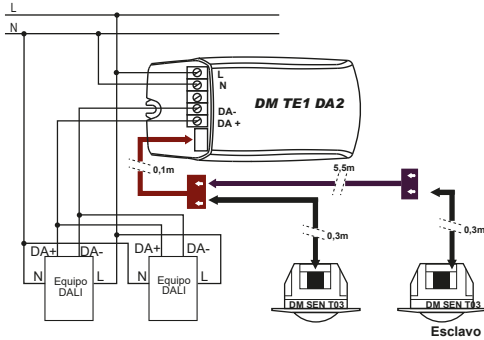 L
N
L
N
DM TE1 DA2
DA-
DA +
0,1m
5,5m
0,3m
0,3m
DA+ DA-
DA+ DA-
N Equipo DALI L
N Equipo DALI L
DM SEN T03
DM SEN T03
Esclavo